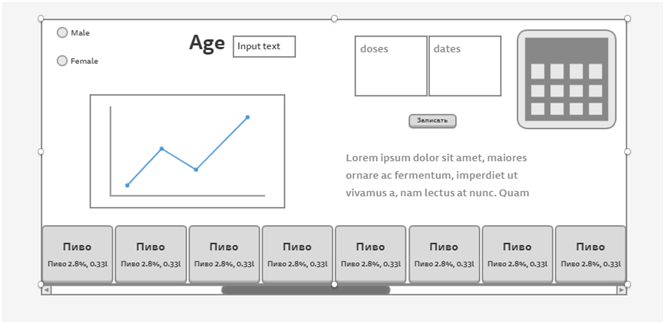 Male
Female
Age
Input text
doses
dates
Записать
Lorem ipsum dolor sit amet, maiores
ornare ac fermentum, imperdiet ut
vivamus a, nam lectus at nunc. Quam
Пиво
Пиво 2.8%, 0.33l
Пиво
Пиво 2.8%, 0.33l
Пиво
Пиво 2.8%, 0.33l
Пиво
Пиво 2.8%, 0.33l
Пиво
Пиво 2.8%, 0.33l
Пиво
Пиво 2.8%, 0.33l
Пиво
Пиво 2.8%, 0.33l
Пиво
Пиво 2.8%, 0.33l